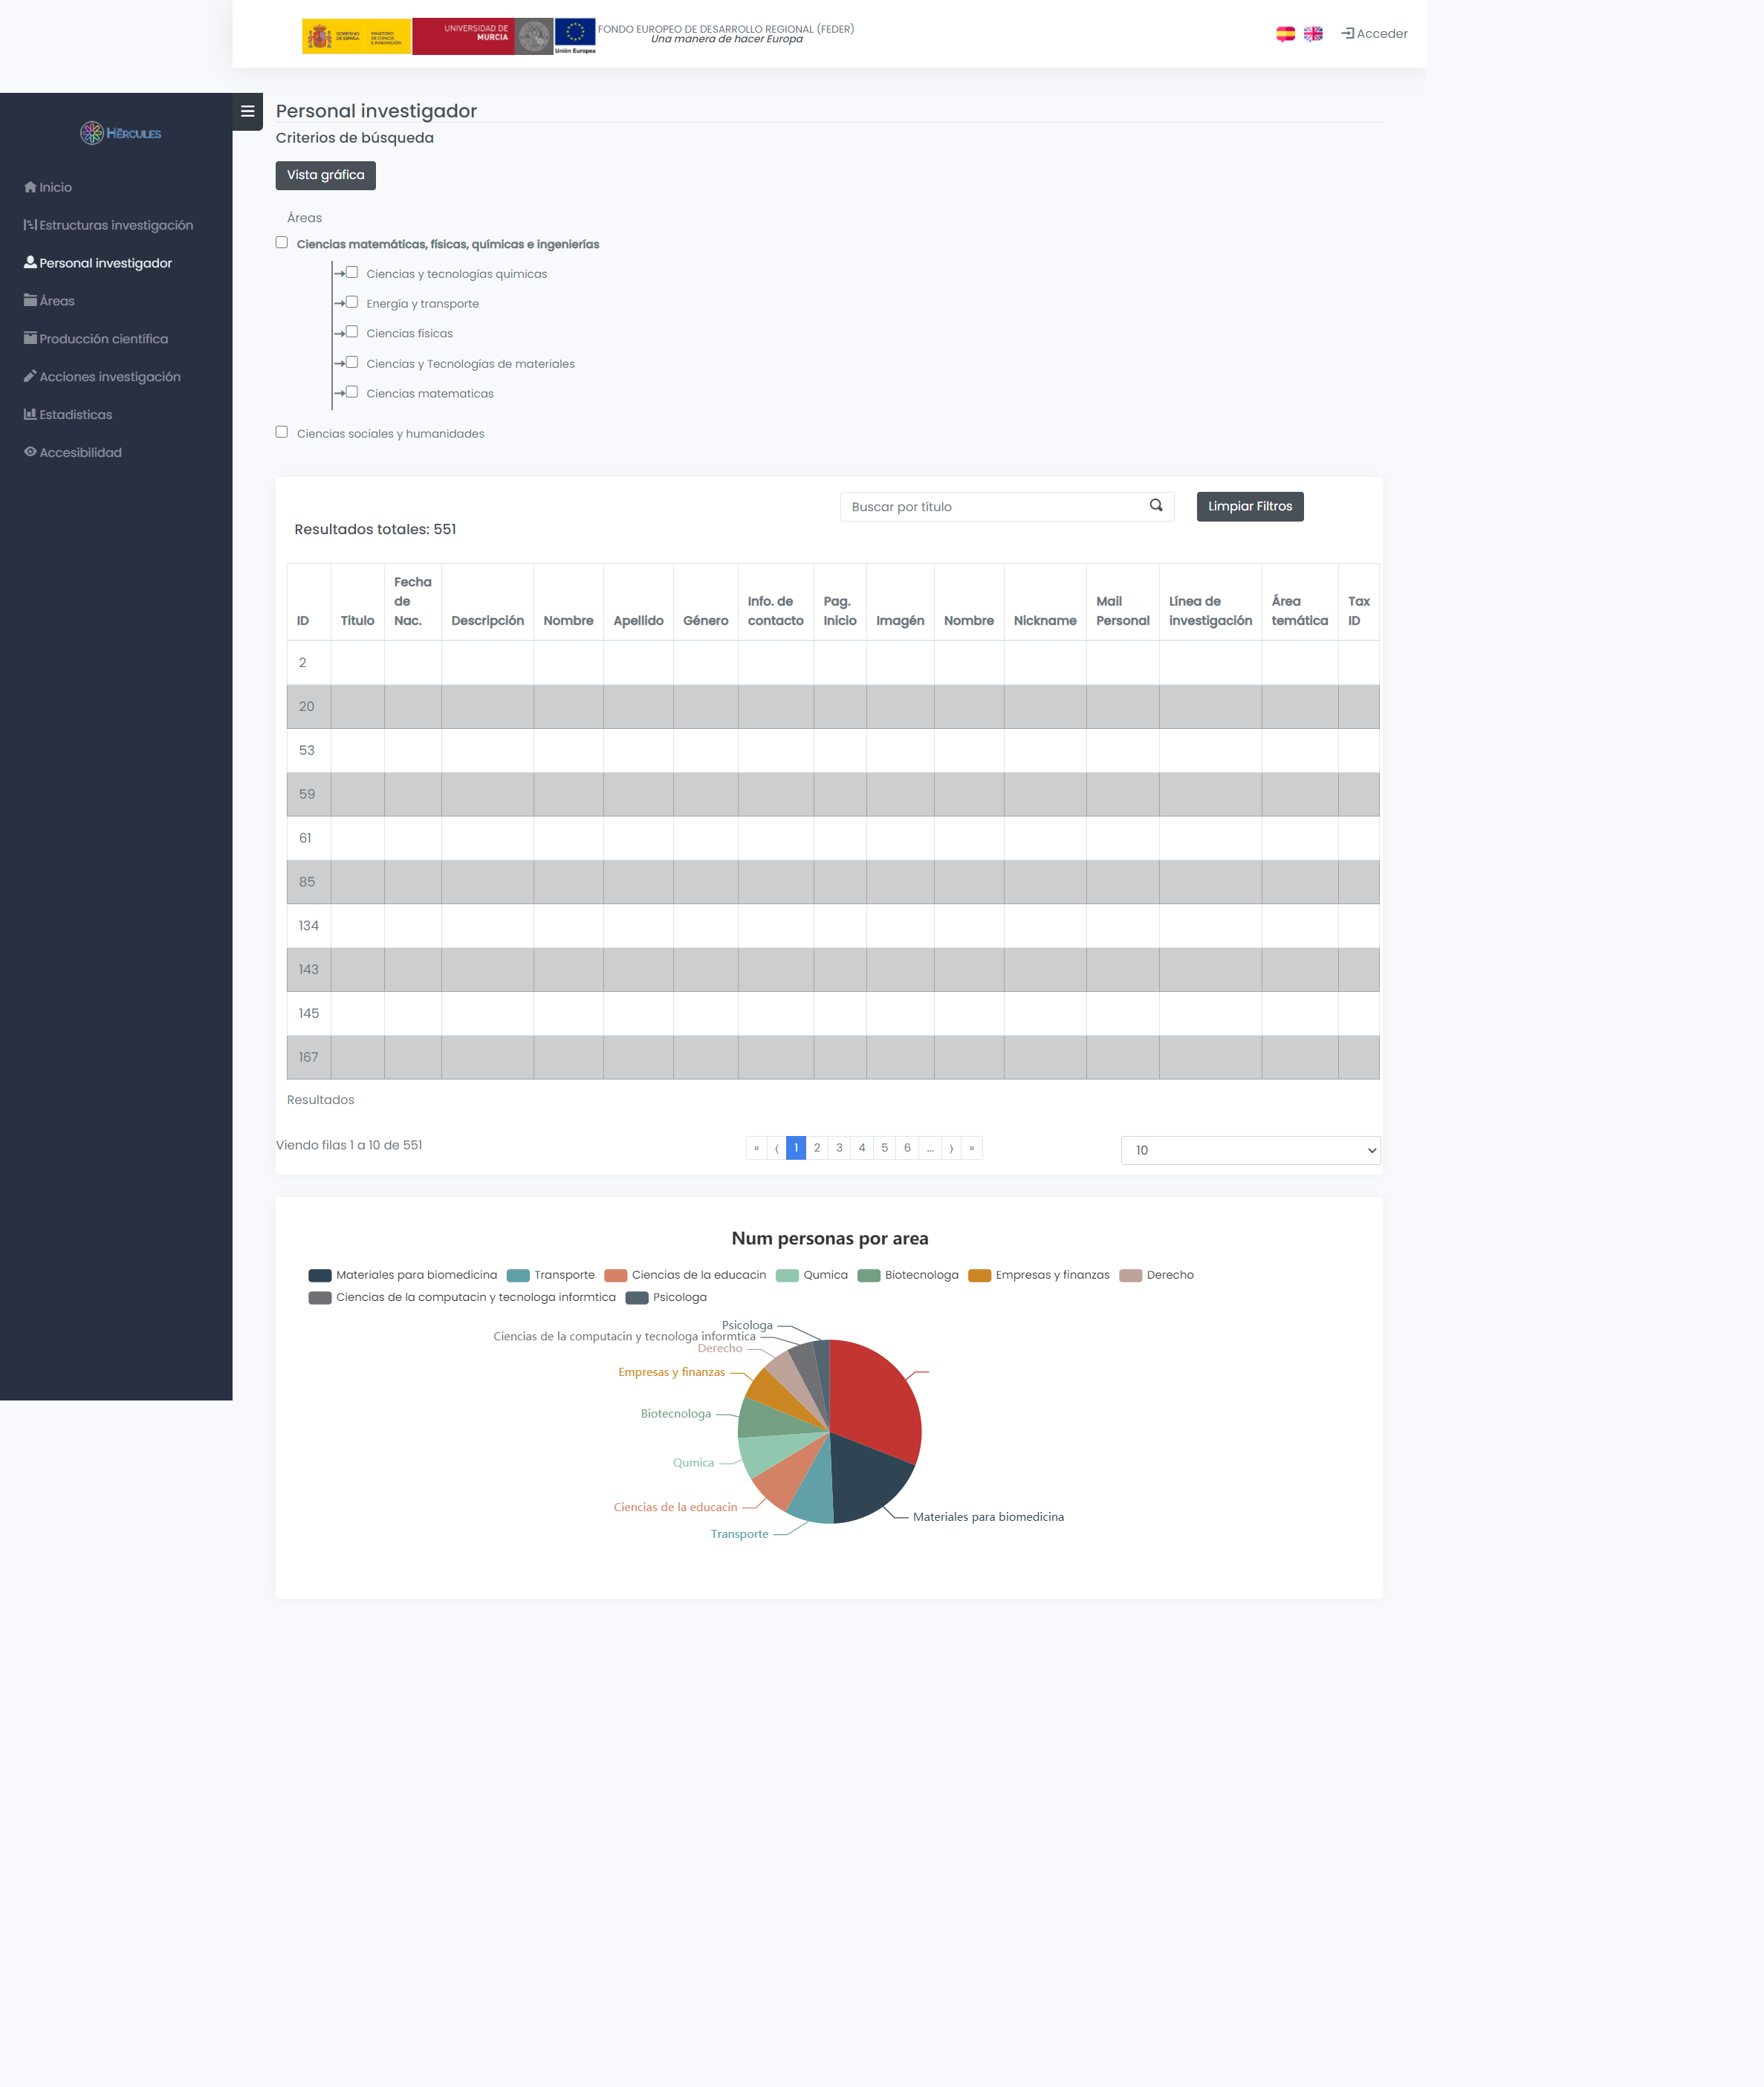 GOBIERNO DE ESPAÑA
MINISTERIO DE CIENCIA E INNOVACIÓN
UNIVERSIDAD DE MURCIA
Unión Europea
FONDO EUROPEO DE DESARROLLO REGIONAL (FEDER)
Una manera de hacer Europa
Acceder
HÉRCULES
Inicio
Estructuras investigación
Personal investigador
Áreas
Producción científica
Acciones investigación
Estadisticas
Accesibilidad
Personal investigador
Criterios de búsqueda
Vista gráfica
Áreas
Ciencias matemáticas, físicas, químicas e ingenierías
Ciencias y tecnologías quimicas
Energía y transporte
Ciencias físicas
Ciencias y Tecnologías de materiales
Ciencias matematicas
Ciencias sociales y humanidades
Buscar por título
Limpiar Filtros
Resultados totales: 551
ID Titulo Fecha de Nac. Descripción Nombre Apellido Género Info. de contacto Pag. Inicio Imagén Nombre Nickname Mail Personal Línea de investigación Área temática Tax ID
2
20
53
59
61
85
134
143
145
167
Resultados
Viendo filas 1 a 10 de 551
« ⟨ 1 2 3 4 5 6 ... ⟩ »
10
Num personas por area
Materiales para biomedicina Transporte Ciencias de la educacin Qumica Biotecnologa Empresas y finanzas Derecho
Ciencias de la computacin y tecnologa informtica Psicologa
Psicologa
Ciencias de la computacin y tecnologa informtica
Derecho
Empresas y finanzas
Biotecnologa
Qumica
Ciencias de la educacin
Materiales para biomedicina
Transporte